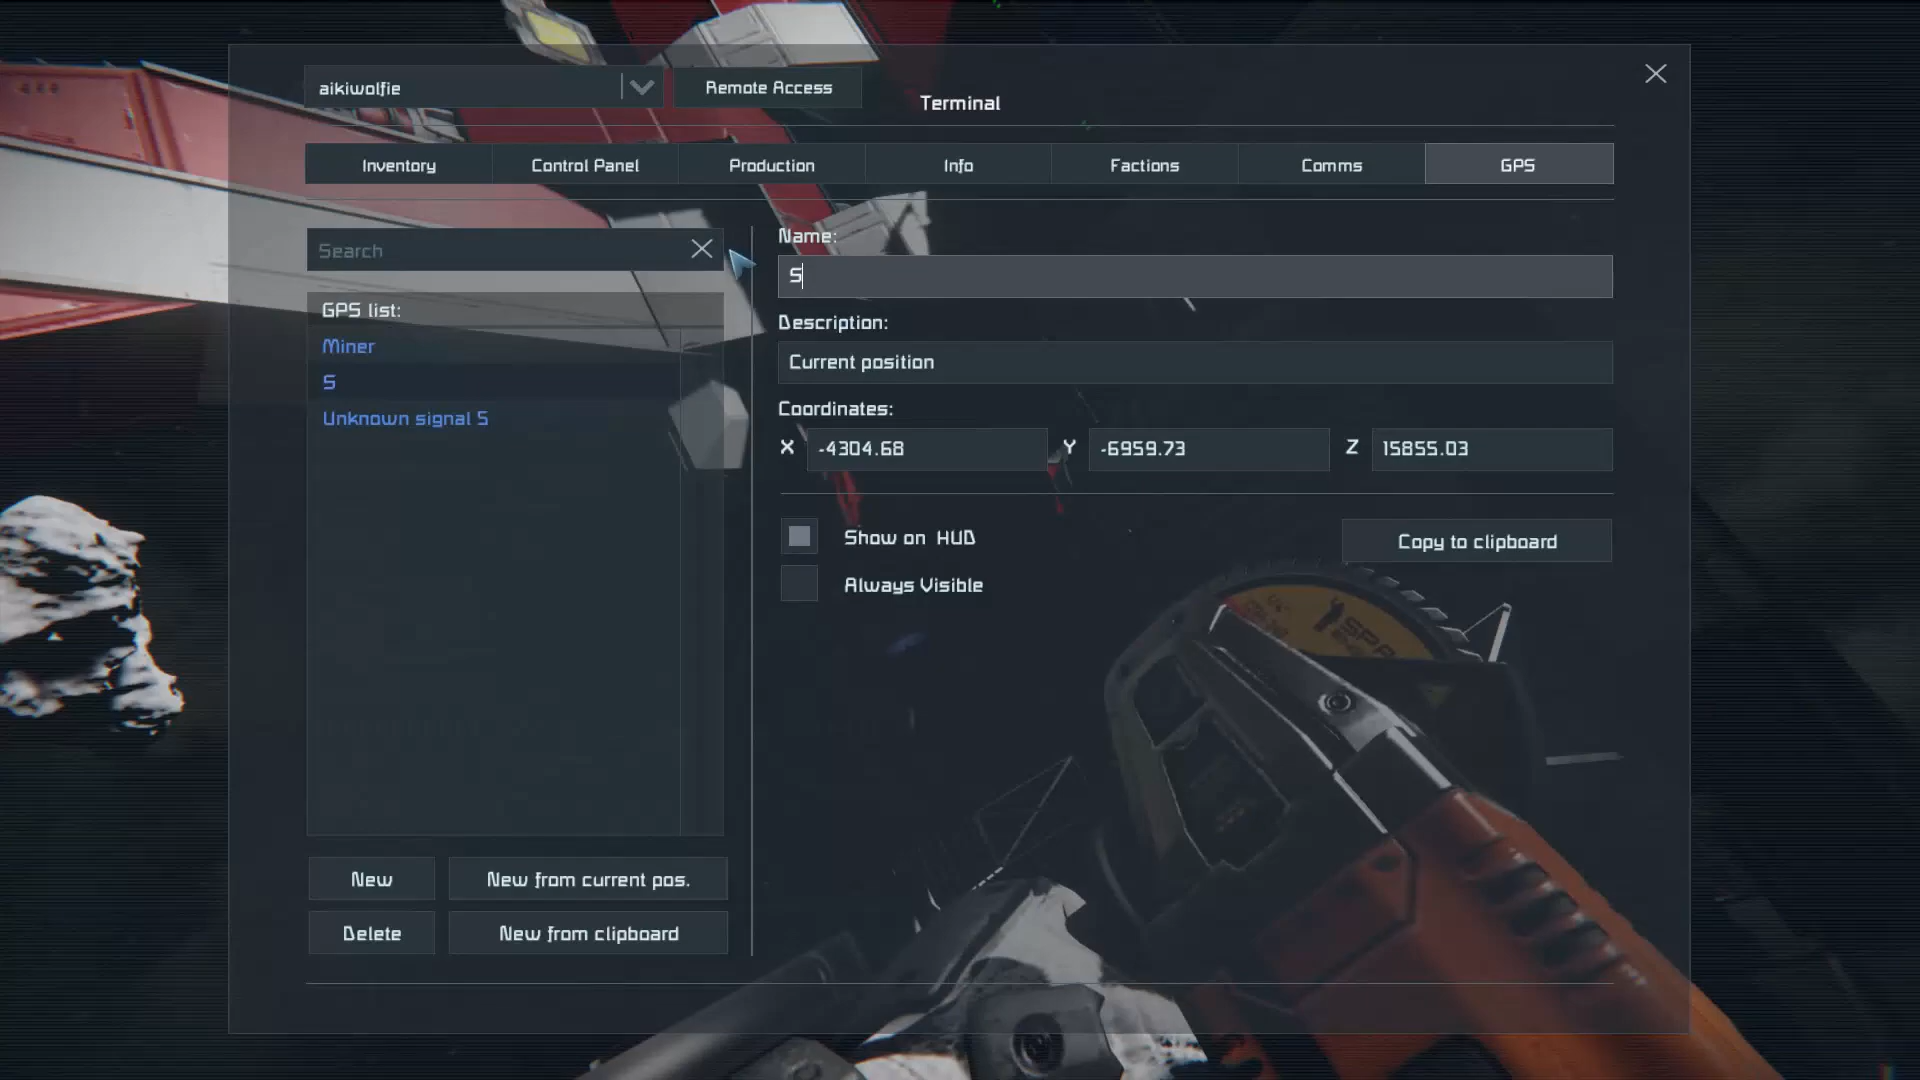 aikiwolfie
Remote Access
Terminal
Inventory
Control Panel
Production
Info
Factions
Comms
GPS
Search
GPS list:
Miner
S
Unknown signal 5
Name:
S
Description:
Current position
Coordinates:
X -4304.68 Y -6959.73 Z 15855.03
Show on HUD
Copy to clipboard
Always Visible
New
New from current pos.
Delete
New from clipboard